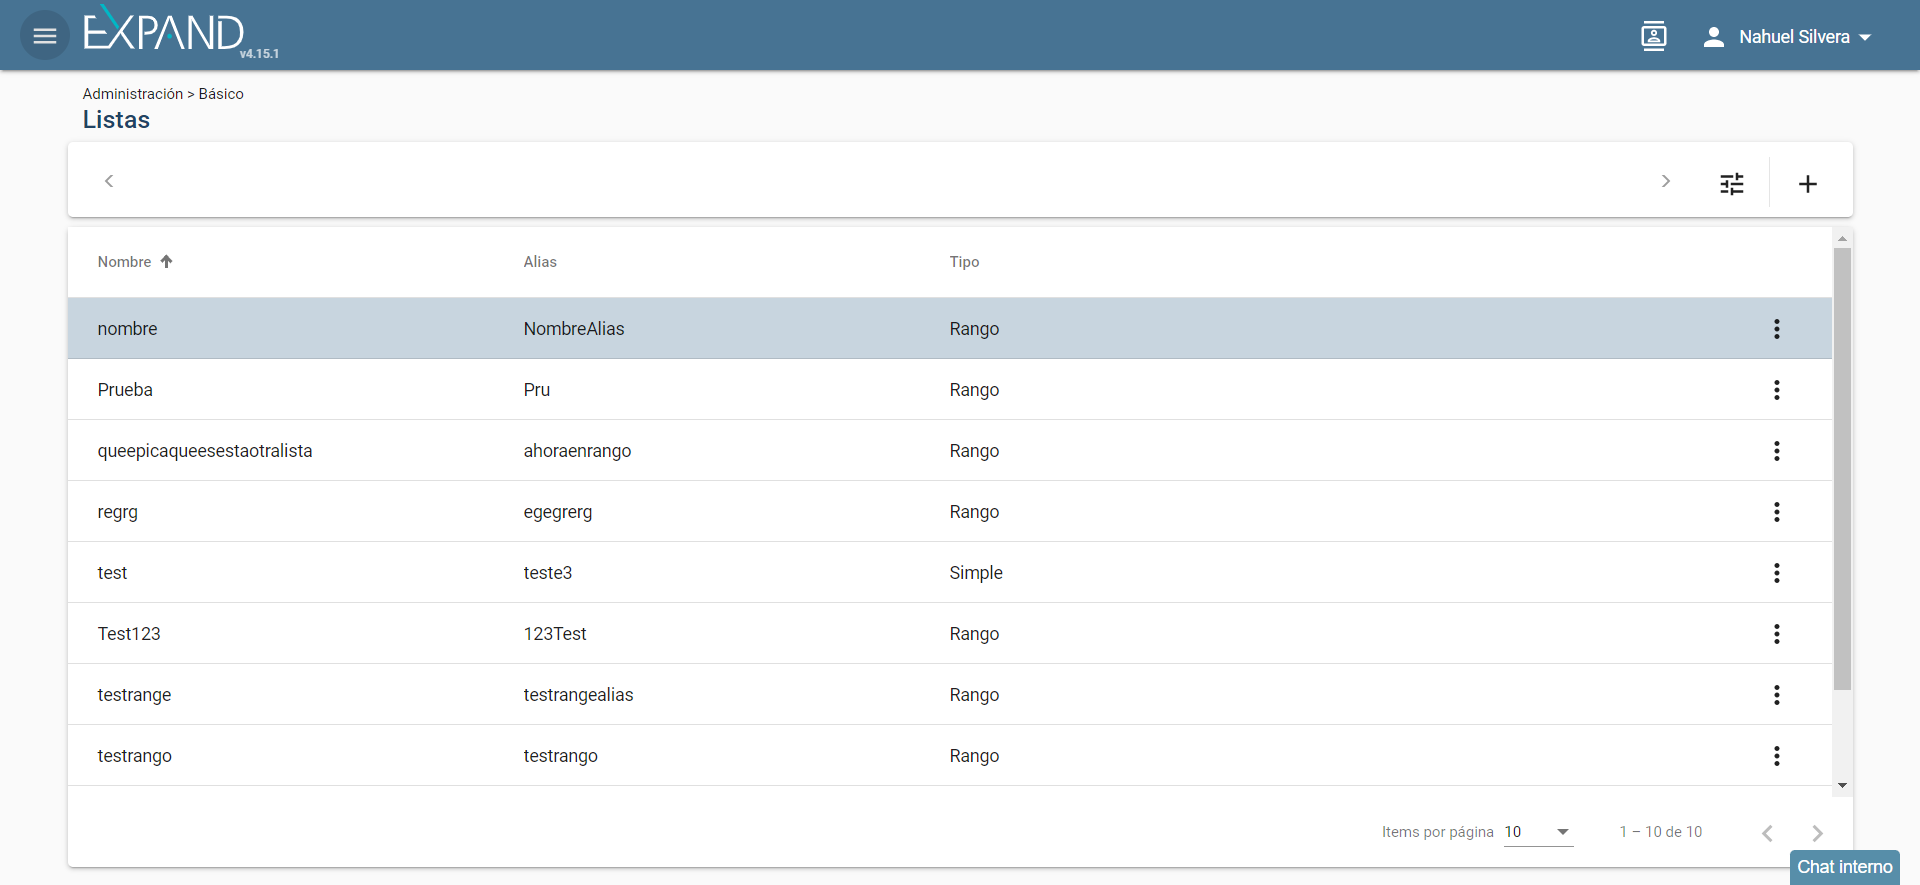 EXPAND v4.15.1 Nahuel Silvera
Administración > Básico
Listas
Nombre Alias Tipo
nombre NombreAlias Rango
Prueba Pru Rango
queepicaqueesestaotralista ahoraenrango Rango
regrg egegrerg Rango
test teste3 Simple
Test123 123Test Rango
testrange testrangealias Rango
testrango testrango Rango
Items por página 10 1 – 10 de 10
Chat interno